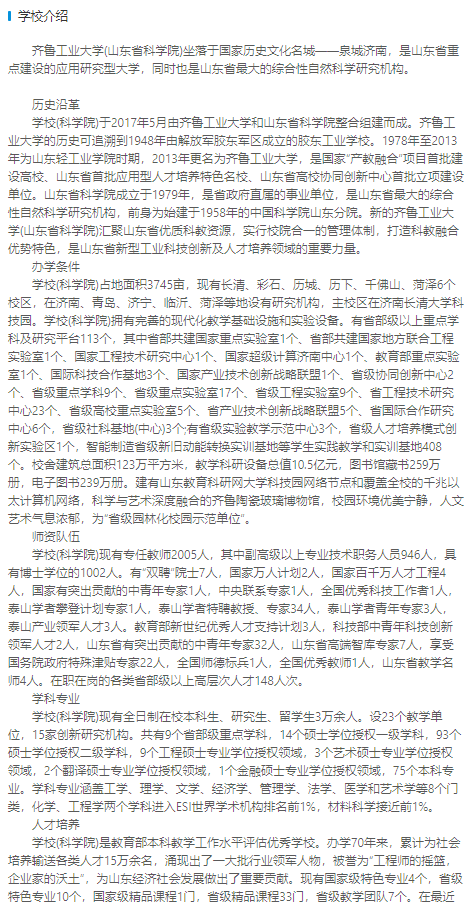 学校介绍
齐鲁工业大学(山东省科学院)坐落于国家历史文化名城——泉城济南，是山东省重
点建设的应用研究型大学，同时也是山东省最大的综合性自然科学研究机构。
历史沿革
学校(科学院)于2017年5月由齐鲁工业大学和山东省科学院整合组建而成。齐鲁工
业大学的历史可追溯到1948年由解放军胶东军区成立的胶东工业学校。1978年至2013
年为山东轻工业学院时期，2013年更名为齐鲁工业大学，是国家“产教融合”项目首批建
设高校、山东省首批应用型人才培养特色名校、山东省高校协同创新中心首批立项建设
单位。山东省科学院成立于1979年，是省政府直属的事业单位，是山东省最大的综合
性自然科学研究机构，前身为始建于1958年的中国科学院山东分院。新的齐鲁工业大
学(山东省科学院)汇聚山东省优质科教资源，实行校院合一的管理体制，打造科教融合
优势特色，是山东省新型工业科技创新及人才培养领域的重要力量。
办学条件
学校(科学院)占地面积3745亩，现有长清、彩石、历城、历下、千佛山、菏泽6个
校区，在济南、青岛、济宁、临沂、菏泽等地设有研究机构，主校区在济南长清大学科
技园。学校(科学院)拥有完善的现代化教学基础设施和实验设备。有省部级以上重点学
科及研究平台113个，其中省部共建国家重点实验室1个、省部共建国家地方联合工程
实验室1个、国家工程技术研究中心1个、国家超级计算济南中心1个、教育部重点实验
室1个、国际科技合作基地3个、国家产业技术创新战略联盟1个、省级协同创新中心2
个、省级重点学科9个、省级重点实验室17个、省级工程实验室9个、省工程技术研究
中心23个、省级高校重点实验室5个、省产业技术创新战略联盟5个、省国际合作研究
中心6个，省级社科基地(中心)3个;有省级实验教学示范中心3个，省级人才培养模式创
新实验区1个，智能制造省级新旧动能转换实训基地等学生实践教学和实训基地408
个。校舍建筑总面积123万平方米，教学科研设备总值10.5亿元，图书馆藏书259万
册，电子图书239万册。建有山东教育科研网大学科技园网络节点和覆盖全校的千兆以
太计算机网络，科学与艺术深度融合的齐鲁陶瓷玻璃博物馆，校园环境优美宁静，人文
艺术气息浓郁，为“省级园林化校园示范单位”。
师资队伍
学校(科学院)现有专任教师2005人，其中副高级以上专业技术职务人员946人，具
有博士学位的1002人。有“双聘”院士7人，国家万人计划2人，国家百千万人才工程4
人，国家有突出贡献的中青年专家1人，中央联系专家1人，全国优秀科技工作者1人，
泰山学者攀登计划专家1人，泰山学者特聘教授、专家34人，泰山学者青年专家3人，
泰山产业领军人才3人。教育部新世纪优秀人才支持计划3人，科技部中青年科技创新
领军人才2人，山东省有突出贡献的中青年专家32人，山东省高端智库专家7人，享受
国务院政府特殊津贴专家22人，全国师德标兵1人，全国优秀教师1人，山东省教学名
师4人。在职在岗的各类省部级以上高层次人才148人次。
学科专业
学校(科学院)现有全日制在校本科生、研究生、留学生3万余人。设23个教学单
位，15家创新研究机构。共有9个省部级重点学科，14个硕士学位授权一级学科，93个
硕士学位授权二级学科，9个工程硕士专业学位授权领域，3个艺术硕士专业学位授权
领域，2个翻译硕士专业学位授权领域，1个金融硕士专业学位授权领域，75个本科专
业。学科专业涵盖工学、理学、文学、经济学、管理学、法学、医学和艺术学等8个门
类，化学、工程学两个学科进入ESI世界学术机构排名前1%，材料科学接近前1%。
人才培养
学校(科学院)是教育部本科教学工作水平评估优秀学校。办学70年来，累计为社会
培养输送各类人才15万余名，涌现出了一大批行业领军人物，被誉为“工程师的摇篮，
企业家的沃土”，为山东经济社会发展做出了重要贡献。现有国家级特色专业4个，省级
特色专业10个，国家级精品课程1门，省级精品课程33门，省级教学团队7个。在最近